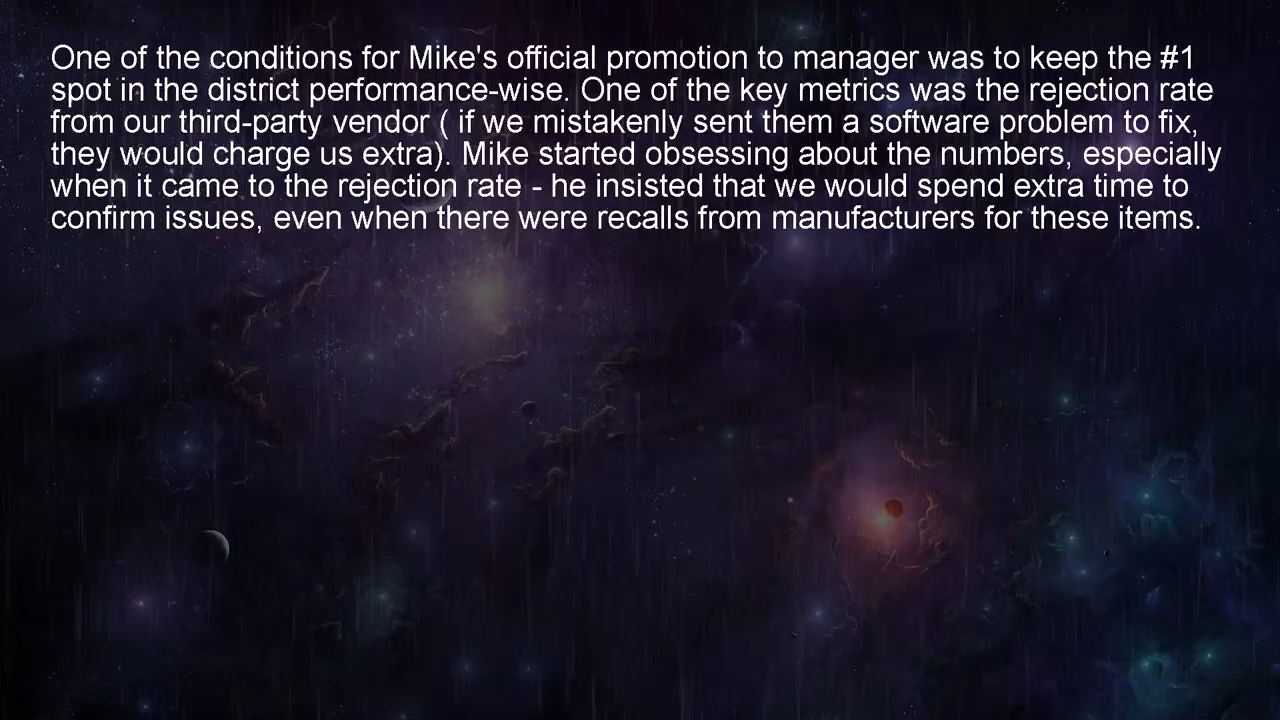 One of the conditions for Mike's official promotion to manager was to keep the #1
spot in the district performance-wise. One of the key metrics was the rejection rate
from our third-party vendor ( if we mistakenly sent them a software problem to fix,
they would charge us extra). Mike started obsessing about the numbers, especially
when it came to the rejection rate - he insisted that we would spend extra time to
confirm issues, even when there were recalls from manufacturers for these items.